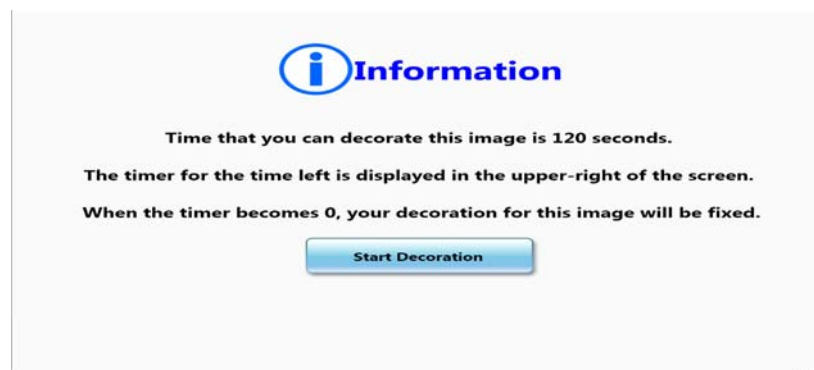 Information
Time that you can decorate this image is 120 seconds.
The timer for the time left is displayed in the upper-right of the screen.
When the timer becomes 0, your decoration for this image will be fixed.
Start Decoration